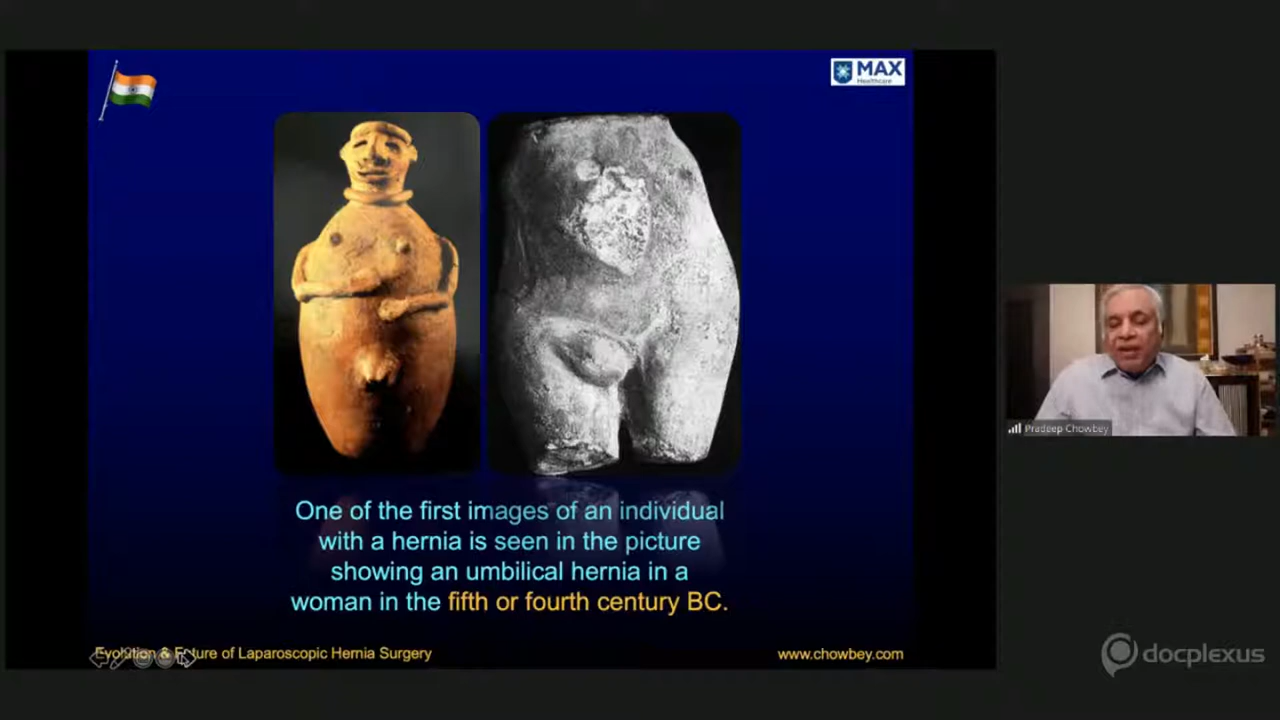 MAX
Healthcare
One of the first images of an individual
with a hernia is seen in the picture
showing an umbilical hernia in a
woman in the fifth or fourth century BC.
Evolution & Future of Laparoscopic Hernia Surgery
www.chowbey.com
Pradeep Chowbey
docplexus